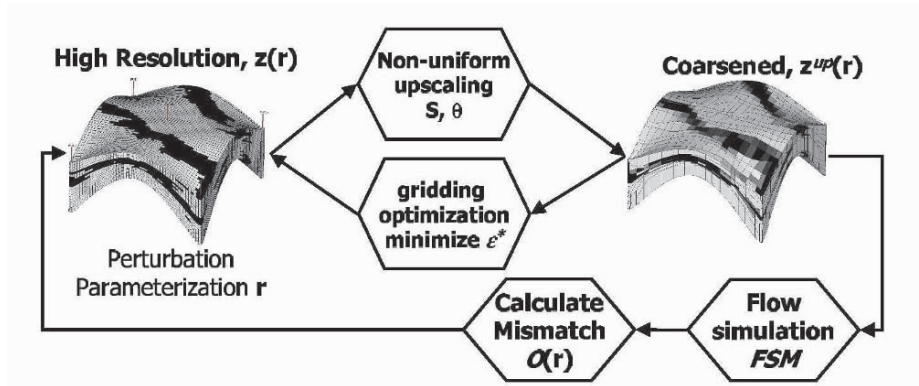 High Resolution, z(r)
Non-uniform
upscaling
S, θ
Coarsened, z^up(r)
gridding
optimization
minimize ε*
Perturbation
Parameterization r
Calculate
Mismatch
O(r)
Flow
simulation
FSM